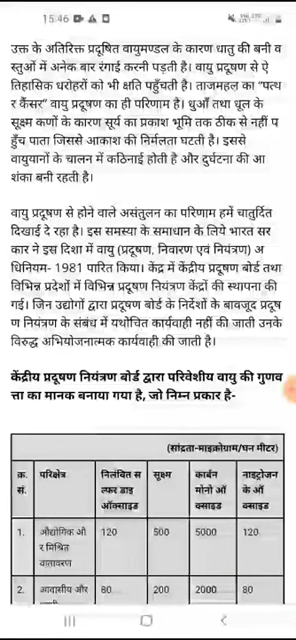 15:46
उक्त के अतिरिक्त प्रदूषित वायुमण्डल के कारण धातु की बनी व
स्तुओं में अनेक बार रंगाई करनी पड़ती है। वायु प्रदूषण से ऐ
तिहासिक धरोहरों को भी क्षति पहुँचती है। ताजमहल का "पत्थ
र कैंसर" वायु प्रदूषण का ही परिणाम है। धुआँ तथा धूल के
सूक्ष्म कणों के कारण सूर्य का प्रकाश भूमि तक ठीक से नहीं प
हुँच पाता जिससे आकाश की निर्मलता घटती है। इससे
वायुयानों के चालन में कठिनाई होती है और दुर्घटना की आ
शंका बनी रहती है।
वायु प्रदूषण से होने वाले असंतुलन का परिणाम हमें चातुर्दित
दिखाई दे रहा है। इस समस्या के समाधान के लिये भारत सर
कार ने इस दिशा में वायु (प्रदूषण, निवारण एवं नियंत्रण) अ
धिनियम- 1981 पारित किया। केंद्र में केंद्रीय प्रदूषण बोर्ड तथा
विभिन्न प्रदेशों में विभिन्न प्रदूषण नियंत्रण केंद्रों की स्थापना की
गई। जिन उद्योगों द्वारा प्रदूषण बोर्ड के निर्देशों के बावजूद प्रदूष
ण नियंत्रण के संबंध में यथोचित कार्यवाही नहीं की जाती उनके
विरुद्ध अभियोजनात्मक कार्यवाही की जाती है।
केंद्रीय प्रदूषण नियंत्रण बोर्ड द्वारा परिवेशीय वायु की गुणव
त्ता का मानक बनाया गया है, जो निम्न प्रकार है-
(सांद्रता-माइक्रोग्राम/घन मीटर)
क्र. सं. परिक्षेत्र निलंवित स ल्फर डाइ ऑक्साइड सूक्ष्म कार्बन मोनो ऑ क्साइड नाइट्रोजन के ऑ क्साइड
1. औद्योगिक औ र मिश्रित वातावरण 120 500 5000 120
2. आवासीय और 80 200 2000 80